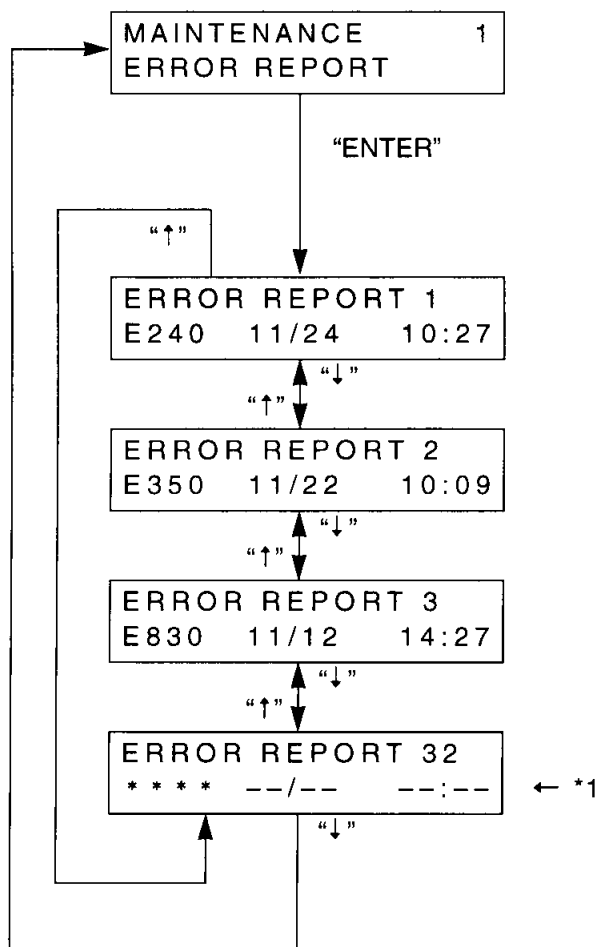 MAINTENANCE 1
ERROR REPORT
“ENTER”
“↑”
ERROR REPORT 1
E240 11/24 10:27
“↓”
“↑”
ERROR REPORT 2
E350 11/22 10:09
“↓”
“↑”
ERROR REPORT 3
E830 11/12 14:27
“↓”
“↑”
ERROR REPORT 32
**** --/-- --:-- ← *1
“↓”